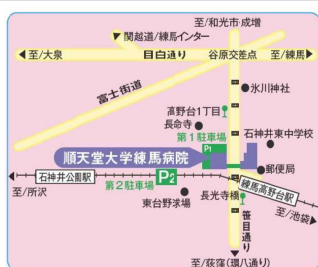 至/和光市･成増
関越道/練馬インター
至/大泉
目白通り
谷原交差点
至/練馬
富士街道
氷川神社
高野台1丁目
長命寺
石神井東中学校
第1駐車場
P1
順天堂大学練馬病院
郵便局
石神井公園駅
第2駐車場
P2
練馬高野台駅
至/所沢
東台野球場
長光寺橋
至/池袋
笹目通り
至/荻窪(環八通り)